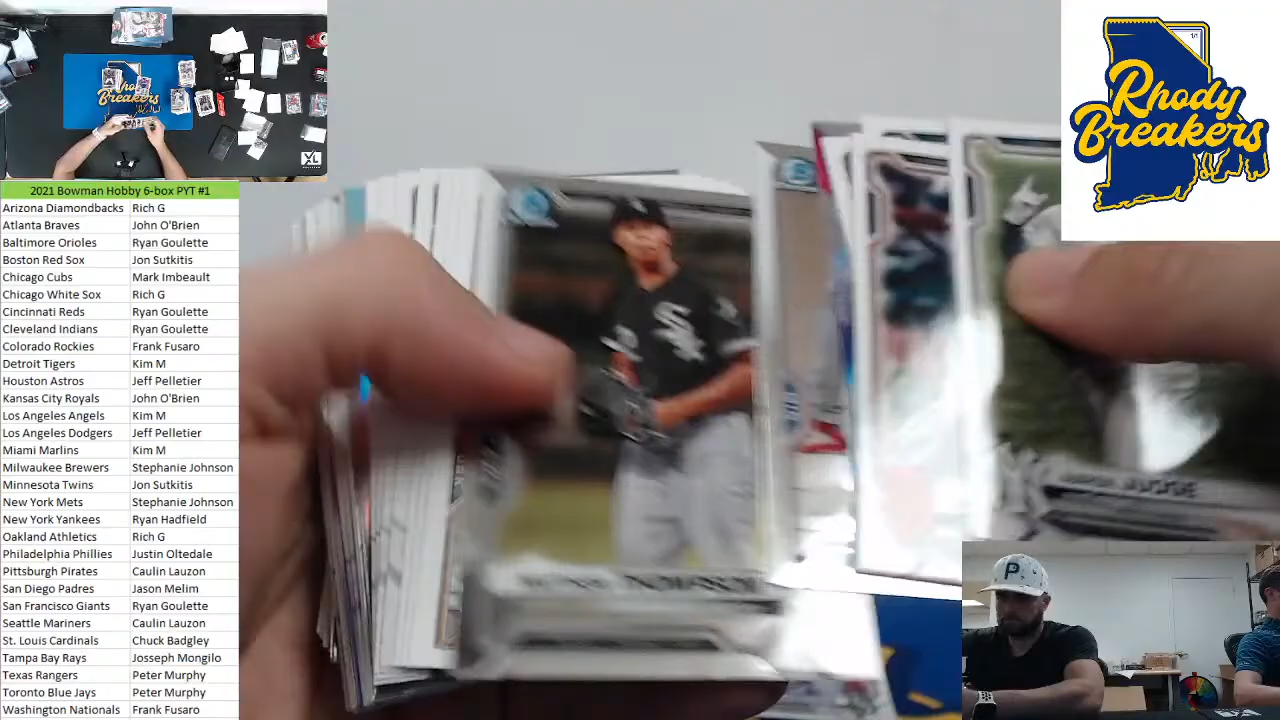 2021 Bowman Hobby 6-box PYT #1
Arizona Diamondbacks Rich G
Atlanta Braves John O'Brien
Baltimore Orioles Ryan Goulette
Boston Red Sox Jon Sutkitis
Chicago Cubs Mark Imbeault
Chicago White Sox Rich G
Cincinnati Reds Ryan Goulette
Cleveland Indians Ryan Goulette
Colorado Rockies Frank Fusaro
Detroit Tigers Kim M
Houston Astros Jeff Pelletier
Kansas City Royals John O'Brien
Los Angeles Angels Kim M
Los Angeles Dodgers Jeff Pelletier
Miami Marlins Kim M
Milwaukee Brewers Stephanie Johnson
Minnesota Twins Jon Sutkitis
New York Mets Stephanie Johnson
New York Yankees Ryan Hadfield
Oakland Athletics Rich G
Philadelphia Phillies Justin Oltedale
Pittsburgh Pirates Caulin Lauzon
San Diego Padres Jason Melim
San Francisco Giants Ryan Goulette
Seattle Mariners Caulin Lauzon
St. Louis Cardinals Chuck Badgley
Tampa Bay Rays Josseph Mongilo
Texas Rangers Peter Murphy
Toronto Blue Jays Peter Murphy
Washington Nationals Frank Fusaro
Rhody
Breakers
1/1
Rhody
Breakers
XL
Sox
JUDGE
P